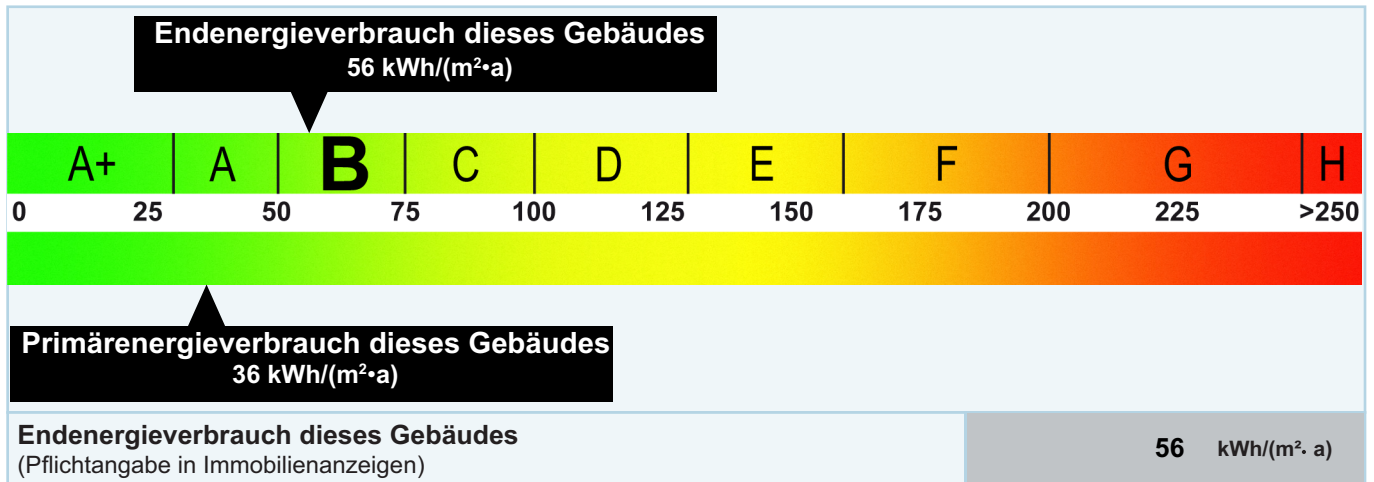 Endenergieverbrauch dieses Gebäudes
56 kWh/(m²•a)
A+ A B C D E F G H
0 25 50 75 100 125 150 175 200 225 >250
Primärenergieverbrauch dieses Gebäudes
36 kWh/(m²•a)
Endenergieverbrauch dieses Gebäudes
(Pflichtangabe in Immobilienanzeigen)
56 kWh/(m²· a)